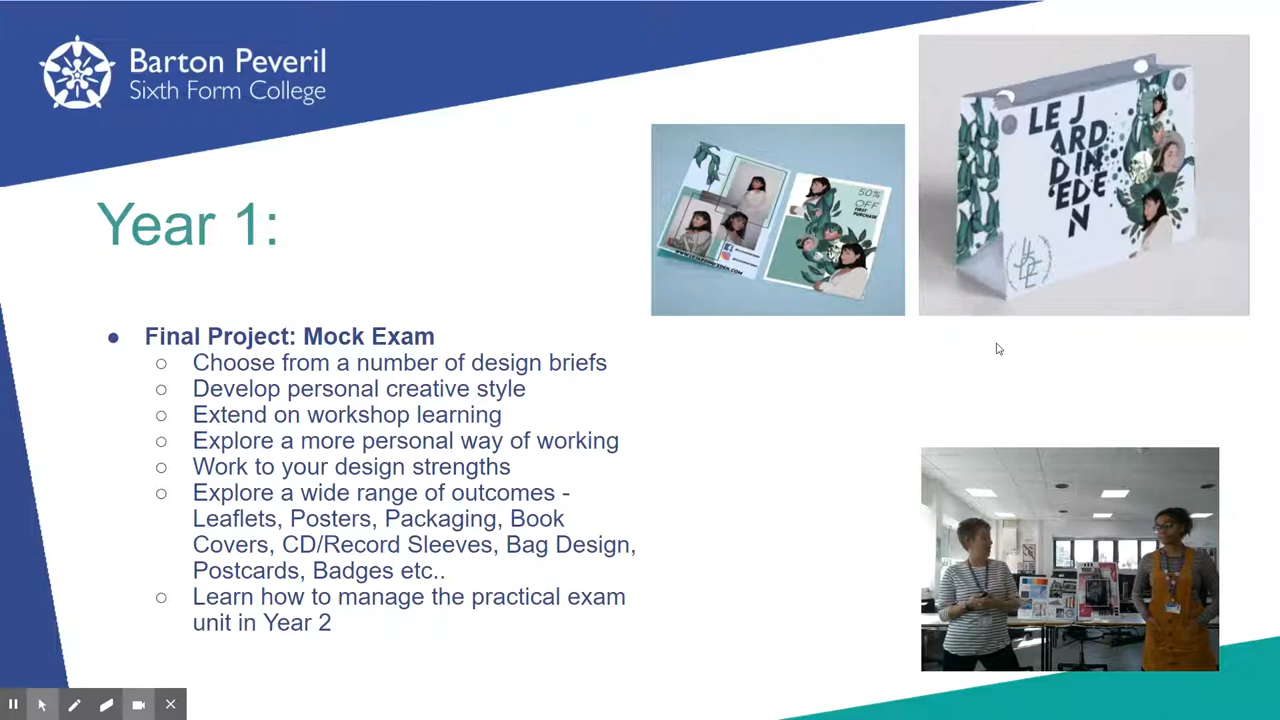 Barton Peveril
Sixth Form College
Year 1:
● Final Project: Mock Exam
○ Choose from a number of design briefs
○ Develop personal creative style
○ Extend on workshop learning
○ Explore a more personal way of working
○ Work to your design strengths
○ Explore a wide range of outcomes -
Leaflets, Posters, Packaging, Book
Covers, CD/Record Sleeves, Bag Design,
Postcards, Badges etc..
○ Learn how to manage the practical exam
unit in Year 2
50%
OFF
FIRST
PURCHASE
LE J
ARD
DIN
'EDE
N